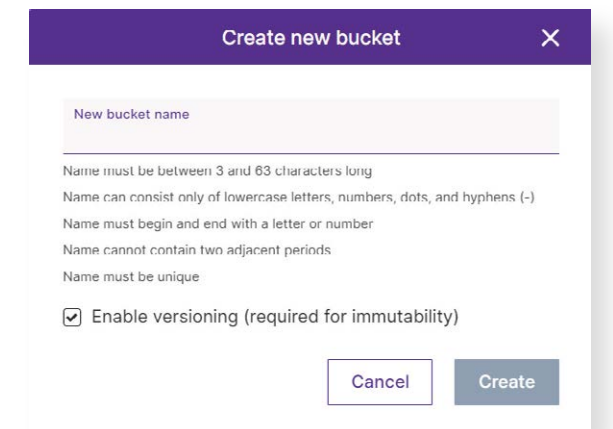 Create new bucket
New bucket name
Name must be between 3 and 63 characters long
Name can consist only of lowercase letters, numbers, dots, and hyphens (-)
Name must begin and end with a letter or number
Name cannot contain two adjacent periods
Name must be unique
Enable versioning (required for immutability)
Cancel Create